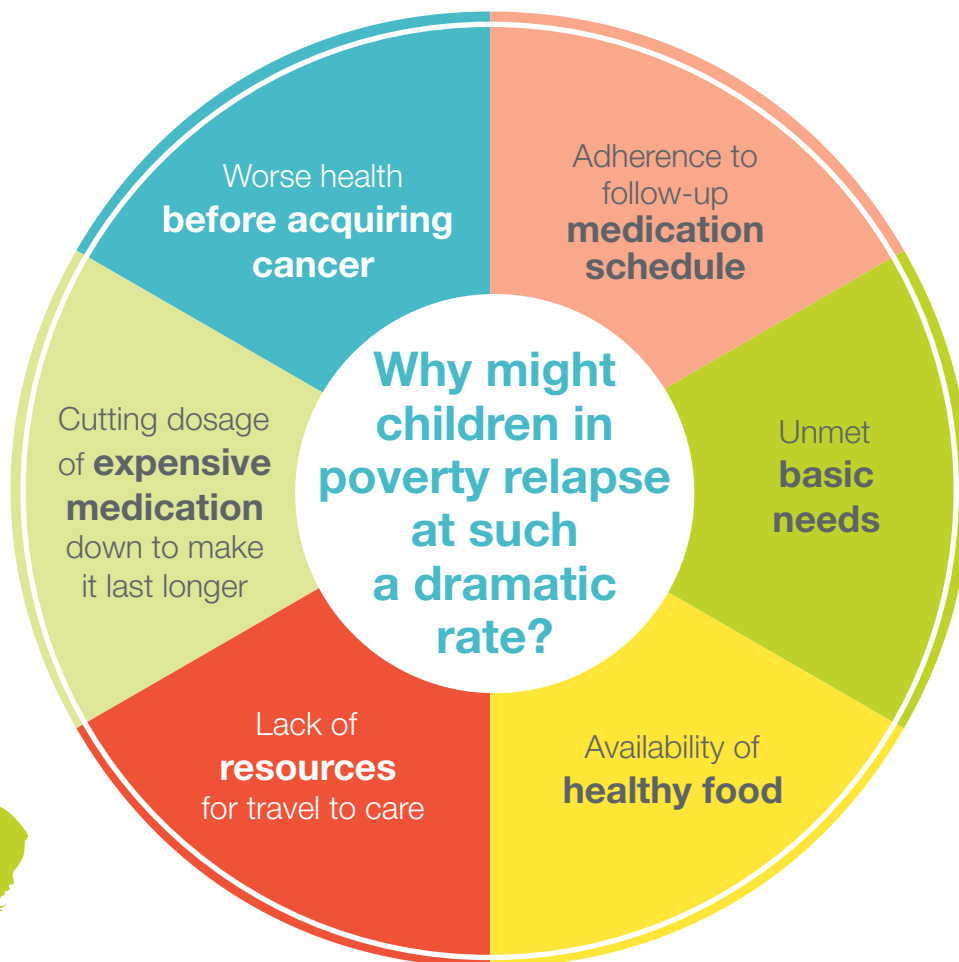 Why might
children in
poverty relapse
at such
a dramatic
rate?
Adherence to
follow-up
medication
schedule
Unmet
basic
needs
Availability of
healthy food
Lack of
resources
for travel to care
Cutting dosage
of expensive
medication
down to make
it last longer
Worse health
before acquiring
cancer